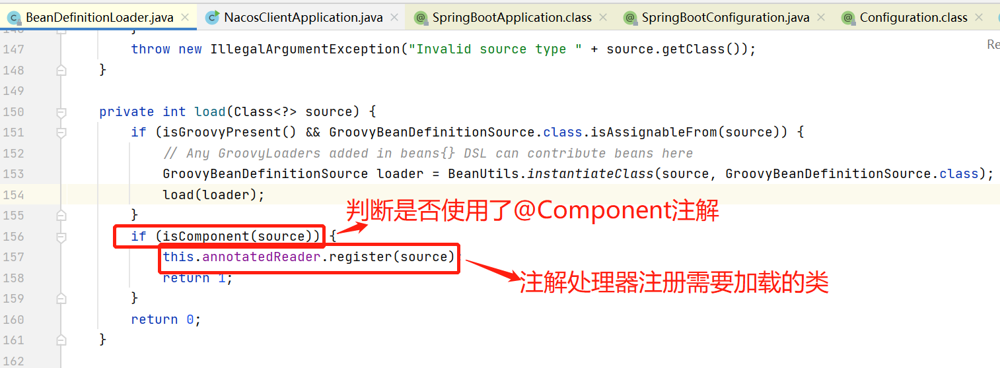 BeanDefinitionLoader.java NacosClientApplication.java SpringBootApplication.class SpringBootConfiguration.java Configuration.class
147 throw new IllegalArgumentException("Invalid source type " + source.getClass()); Re
148 }
149
150 private int load(Class<?> source) {
151 if (isGroovyPresent() && GroovyBeanDefinitionSource.class.isAssignableFrom(source)) {
152 // Any GroovyLoaders added in beans{} DSL can contribute beans here
153 GroovyBeanDefinitionSource loader = BeanUtils.instantiateClass(source, GroovyBeanDefinitionSource.class);
154 load(loader);
155 }
判断是否使用了@Component注解
156 if (isComponent(source)) {
157 this.annotatedReader.register(source)
158 return 1;
注解处理器注册需要加载的类
159 }
160 return 0;
161 }
162